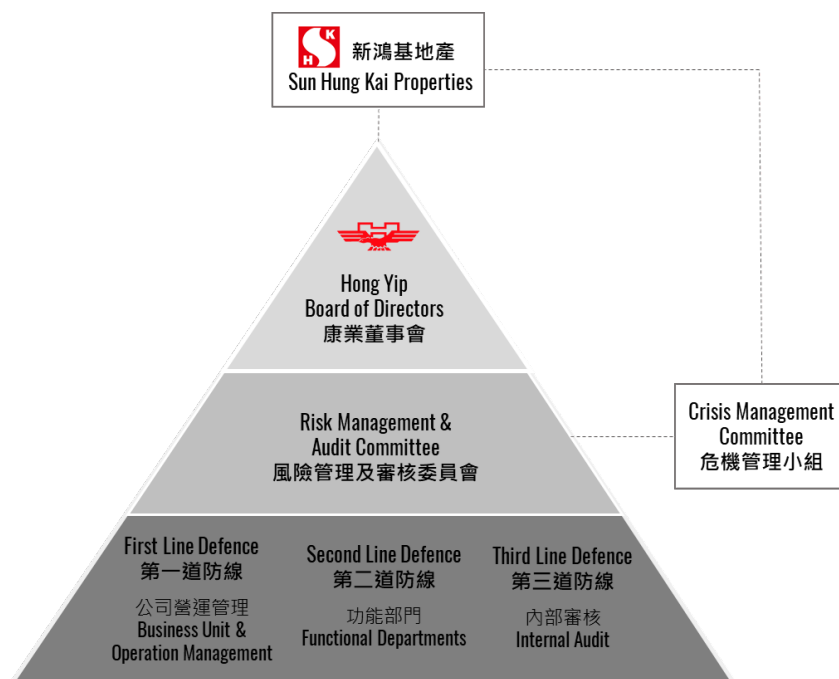 S K H
新鴻基地產
Sun Hung Kai Properties
Hong Yip
Board of Directors
康業董事會
Risk Management &
Audit Committee
風險管理及審核委員會
Crisis Management
Committee
危機管理小組
First Line Defence
第一道防線
公司營運管理
Business Unit &
Operation Management
Second Line Defence
第二道防線
功能部門
Functional Departments
Third Line Defence
第三道防線
內部審核
Internal Audit